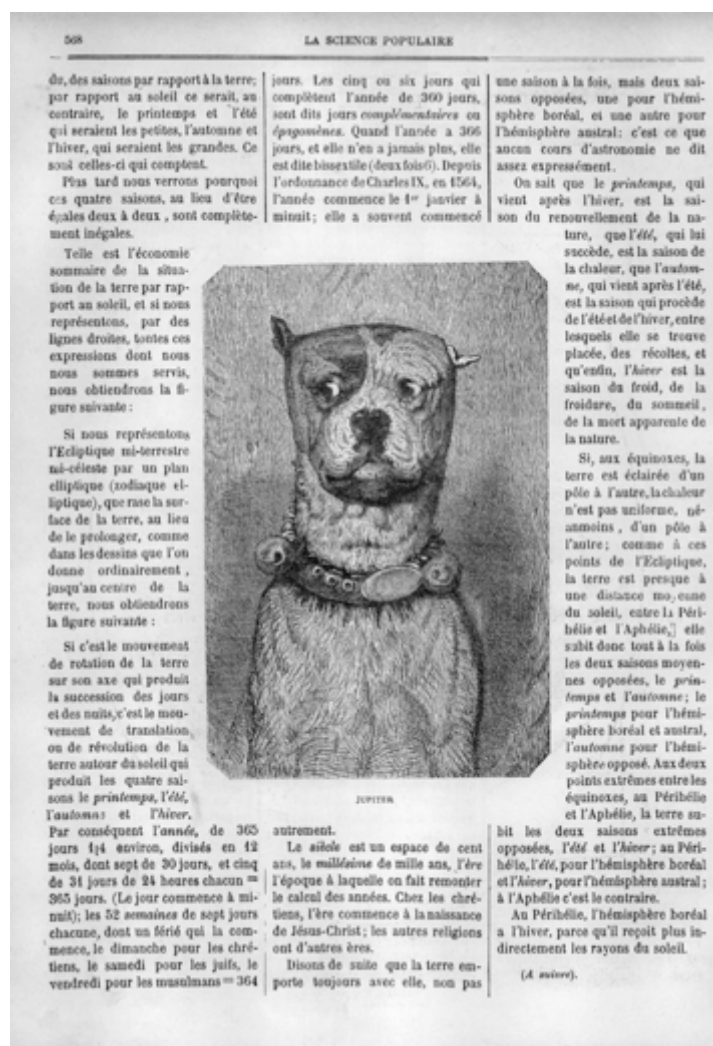 568
LA SCIENCE POPULAIRE
de, des saisons par rapport à la terre;
par rapport au soleil ce serait, au
contraire, le printemps et l'été
qui seraient les petites, l'automne et
l'hiver, qui seraient les grandes. Ce
sont celles-ci qui comptent.
Plus tard nous verrons pourquoi
ces quatre saisons, au lieu d'être
égales deux à deux, sont complète-
ment inégales.
Telle est l'économie
sommaire de la situa-
tion de la terre par rap-
port au soleil, et si nous
représentons, par des
lignes droites, toutes ces
expressions dont nous
nous sommes servis,
nous obtiendrons la fi-
gure suivante :
Si nous représentons
l'Ecliptique mi-terrestre
mi-céleste par un plan
elliptique (zodiaque el-
liptique), que rase la sur-
face de la terre, au lieu
de le prolonger, comme
dans les dessins que l'on
donne ordinairement,
jusqu'au centre de la
terre, nous obtiendrons
la figure suivante :
Si c'est le mouvement
de rotation de la terre
sur son axe qui produit
la succession des jours
et des nuits, c'est le mou-
vement de translation,
ou de révolution de la
terre autour du soleil qui
produit les quatre sai-
sons le printemps, l'été,
l'automne et l'hiver.
Par conséquent l'année, de 365
jours 1/4 environ, divisés en 12
mois, dont sept de 30 jours, et cinq
de 31 jours de 24 heures chacun =
365 jours. (Le jour commence à mi-
nuit); les 52 semaines de sept jours
chacune, dont un férié qui la com-
mence, le dimanche pour les chré-
tiens, le samedi pour les juifs, le
vendredi pour les musulmans = 364
jours. Les cinq ou six jours qui
complètent l'année de 360 jours,
sont dits jours complémentaires ou
épagomènes. Quand l'année a 366
jours, et elle n'en a jamais plus, elle
est dite bissextile (deux fois 6). Depuis
l'ordonnance de Charles IX, en 1564,
l'année commence le 1er janvier à
minuit; elle a souvent commencé
JUPITER
autrement.
Le siècle est un espace de cent
ans, le millésime de mille ans, l'ère
l'époque à laquelle on fait remonter
le calcul des années. Chez les chré-
tiens, l'ère commence à la naissance
de Jésus-Christ; les autres religions
ont d'autres ères.
Disons de suite que la terre em-
porte toujours avec elle, non pas
une saison à la fois, mais deux sai-
sons opposées, une pour l'hémi-
sphère boréal, et une autre pour
l'hémisphère austral: c'est ce que
aucun cours d'astronomie ne dit
assez expressément.
On sait que le printemps, qui
vient après l'hiver, est la sai-
son du renouvellement de la na-
ture, que l'été, qui lui
succède, est la saison de
la chaleur, que l'autom-
ne, qui vient après l'été,
est la saison qui procède
de l'été et de l'hiver, entre
lesquels elle se trouve
placée, des récoltes, et
qu'enfin, l'hiver est la
saison du froid, de la
froidure, du sommeil,
de la mort apparente de
la nature.
Si, aux équinoxes, la
terre est éclairée d'un
pôle à l'autre, la chaleur
n'est pas uniforme, né-
anmoins, d'un pôle à
l'autre; comme à ces
points de l'Ecliptique,
la terre est presque à
une distance moyenne
du soleil, entre la Péri-
hélie et l'Aphélie, elle
subit donc tout à la fois
les deux saisons moyen-
nes opposées, le prin-
temps et l'automne; le
printemps pour l'hémi-
sphère boréal et austral,
l'automne pour l'hémi-
sphère opposé. Aux deux
points extrêmes entre les
équinoxes, au Périhélie
et l'Aphélie, la terre su-
bit les deux saisons extrêmes
opposées, l'été et l'hiver; au Péri-
hélie, l'été, pour l'hémisphère boréal
et l'hiver, pour l'hémisphère austral;
à l'Aphélie c'est le contraire.
Au Périhélie, l'hémisphère boréal
a l'hiver, parce qu'il reçoit plus in-
directement les rayons du soleil.
(A suivre).